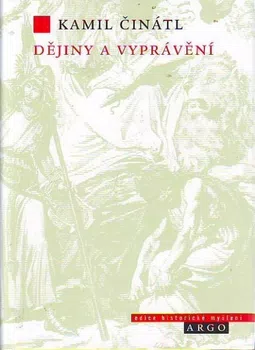 KAMIL ČINÁTL
DĚJINY A VYPRÁVĚNÍ
edice historické myšlení
ARGO